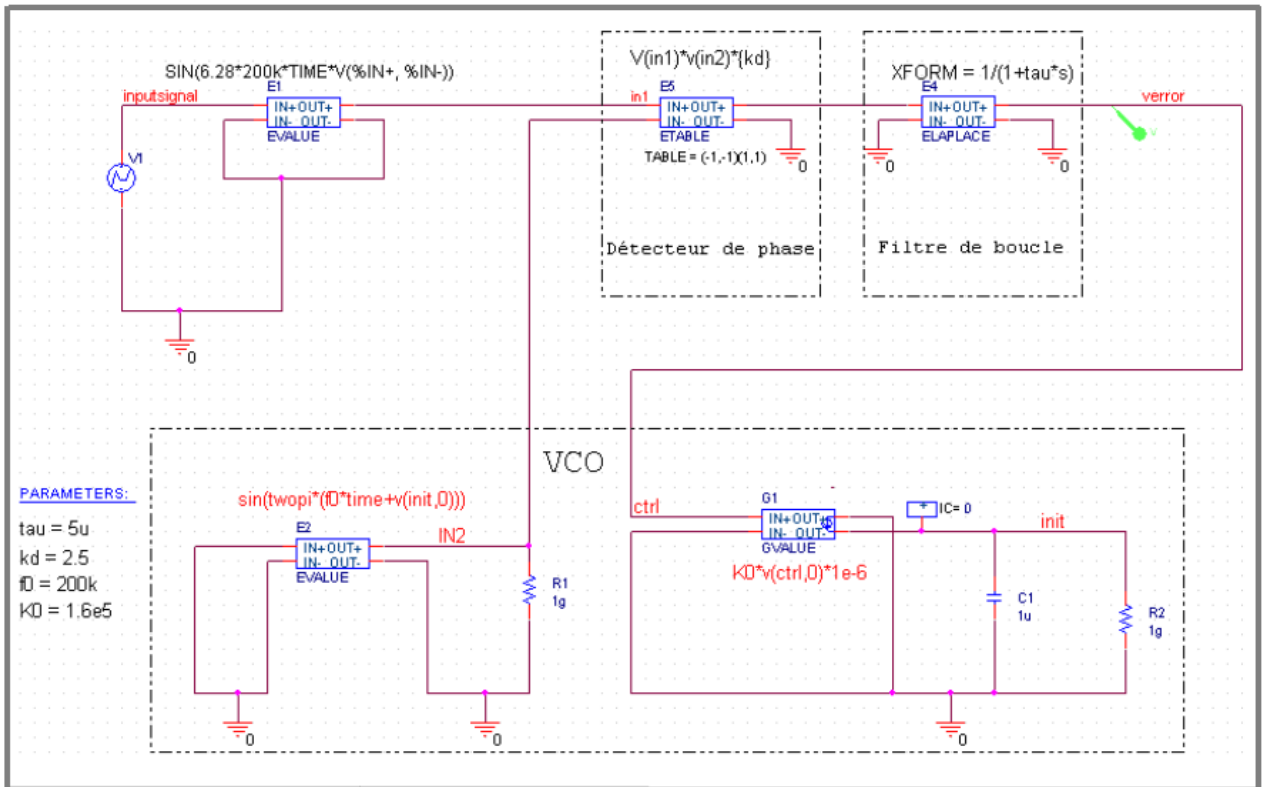 V(in1)*v(in2)*{kd}
SIN(6.28*200k*TIME*V(%IN+, %IN-))
XFORM = 1/(1+tau*s)
E1
E5
E4
inputsignal
in1
verror
IN+ OUT+
IN- OUT-
EVALUE
IN+ OUT+
IN- OUT-
ETABLE
IN+ OUT+
IN- OUT-
ELAPLACE
V
V1
TABLE = (-1,-1)(1,1)
0
0
0
Détecteur de phase
Filtre de boucle
0
VCO
PARAMETERS:
tau = 5u
kd = 2.5
f0 = 200k
K0 = 1.6e5
sin(twopi*(f0*time+v(init,0)))
E2
IN2
IN+ OUT+
IN- OUT-
EVALUE
R1
1g
ctrl
G1
IN+ OUT+
IN- OUT-
GVALUE
K0*v(ctrl,0)*1e-6
+
IC= 0
init
C1
1u
R2
1g
0
0
0